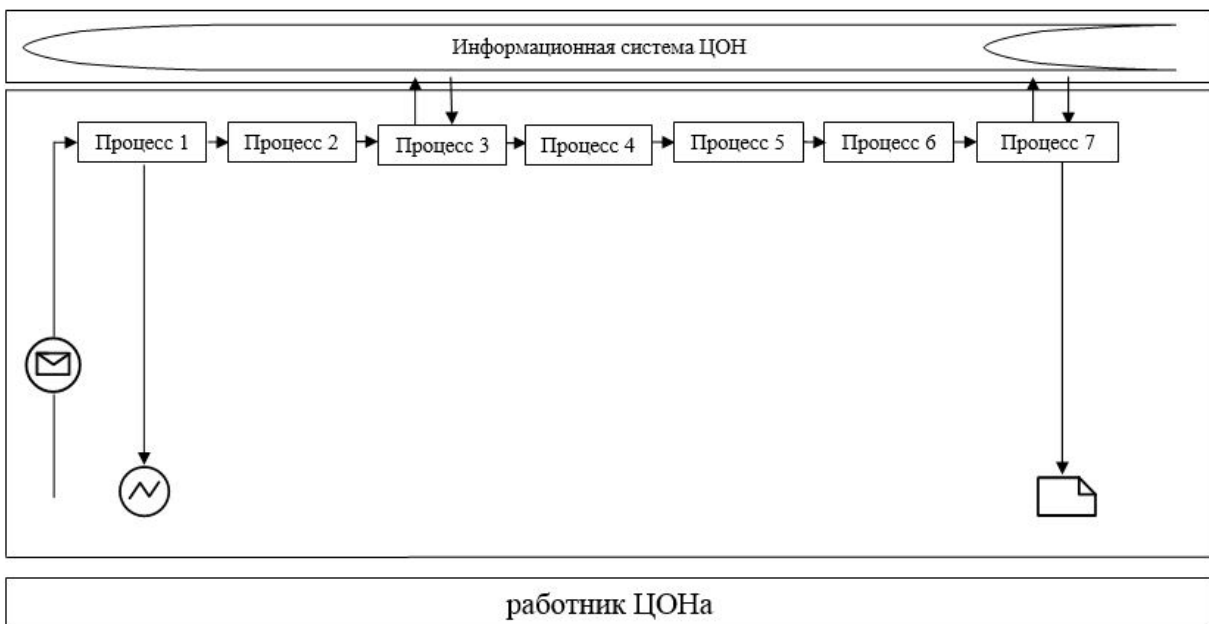 Информационная система ЦОН
Процесс 1
Процесс 2
Процесс 3
Процесс 4
Процесс 5
Процесс 6
Процесс 7
работник ЦОНа